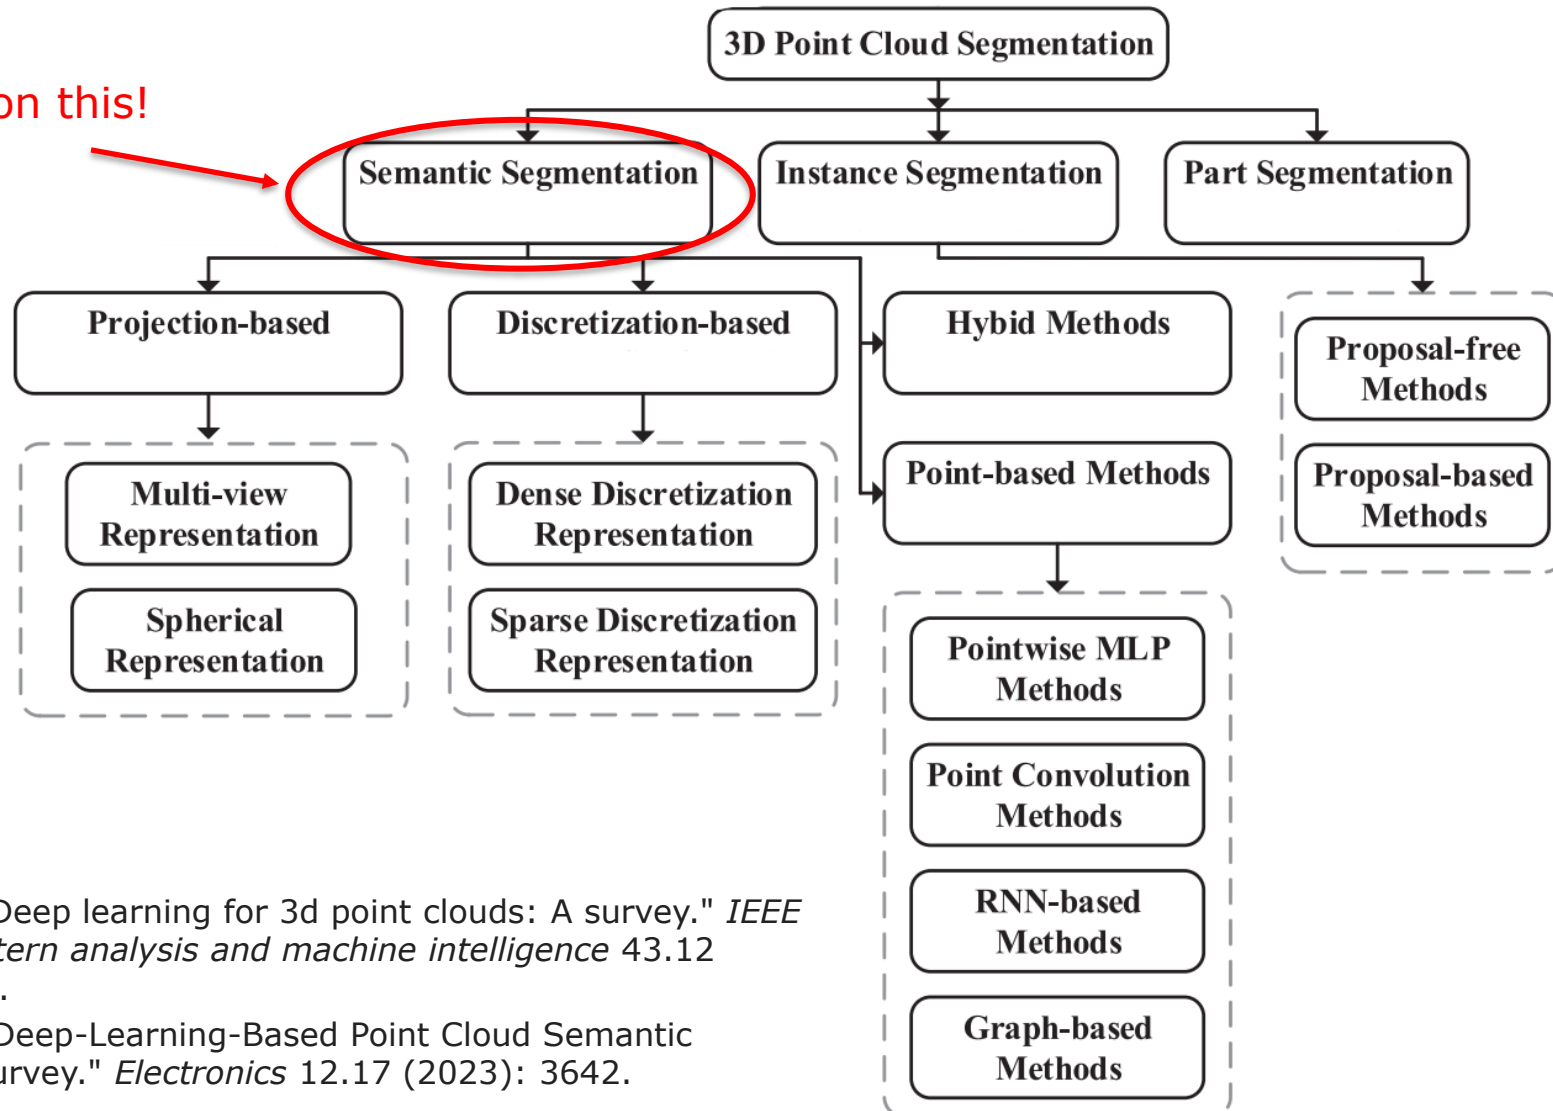 3D Point Cloud Segmentation
on this!
Semantic Segmentation
Instance Segmentation
Part Segmentation
Projection-based
Discretization-based
Hybid Methods
Proposal-free
Methods
Point-based Methods
Proposal-based
Methods
Multi-view
Representation
Dense Discretization
Representation
Spherical
Representation
Sparse Discretization
Representation
Pointwise MLP
Methods
Point Convolution
Methods
RNN-based
Methods
Graph-based
Methods
Deep learning for 3d point clouds: A survey." IEEE
tern analysis and machine intelligence 43.12
.
Deep-Learning-Based Point Cloud Semantic
urvey." Electronics 12.17 (2023): 3642.